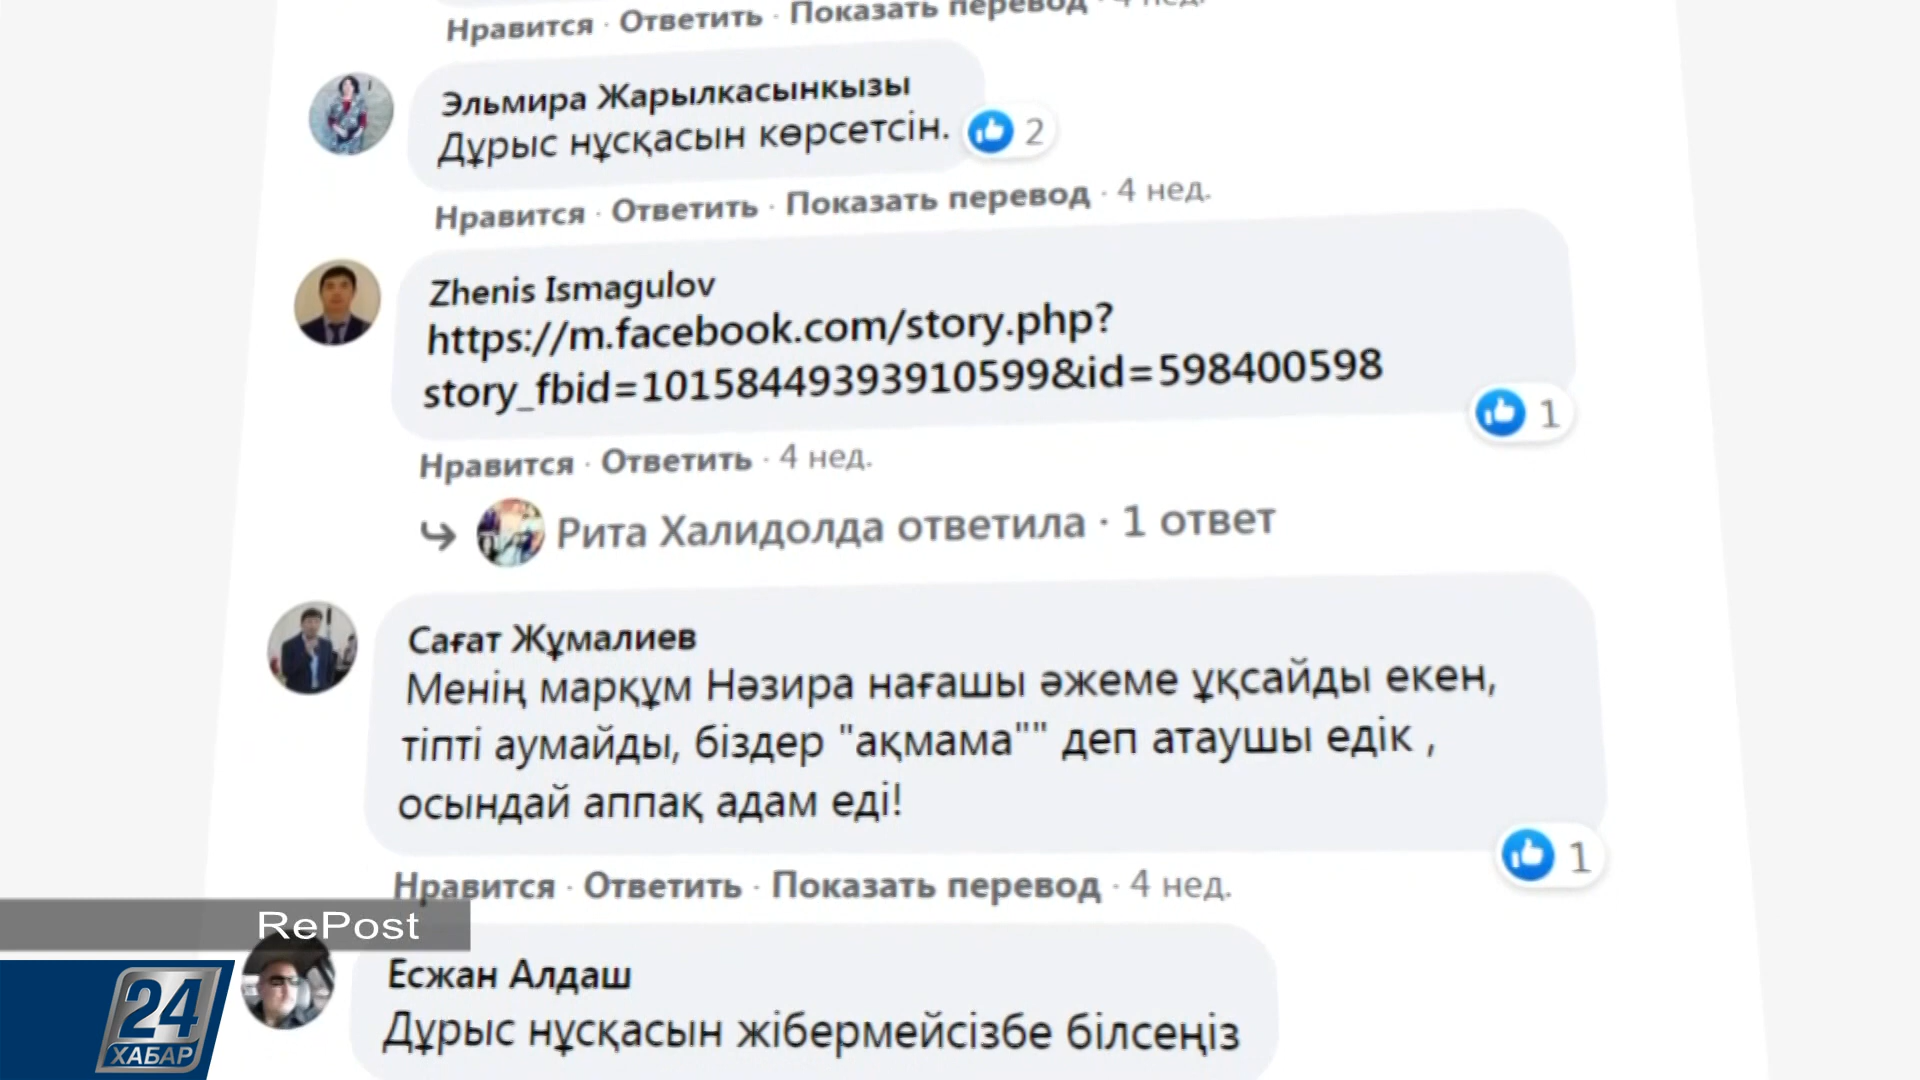 Нравится · Ответить · Показать перевод · 4 нед.
Эльмира Жарылкасынкызы
Дұрыс нұсқасын көрсетсін.
2
Нравится · Ответить · Показать перевод · 4 нед.
Zhenis Ismagulov
https://m.facebook.com/story.php?
story_fbid=10158449393910599&id=598400598
1
Нравится · Ответить · 4 нед.
Рита Халидолда ответила · 1 ответ
Сағат Жұмалиев
Менің марқұм Нәзира нағашы әжеме ұқсайды екен,
тіпті аумайды, біздер "ақмама"" деп атаушы едік ,
осындай аппақ адам еді!
1
Нравится · Ответить · Показать перевод · 4 нед.
RePost
Есжан Алдаш
Дұрыс нұсқасын жібермейсізбе білсеңіз
24
ХАБАР